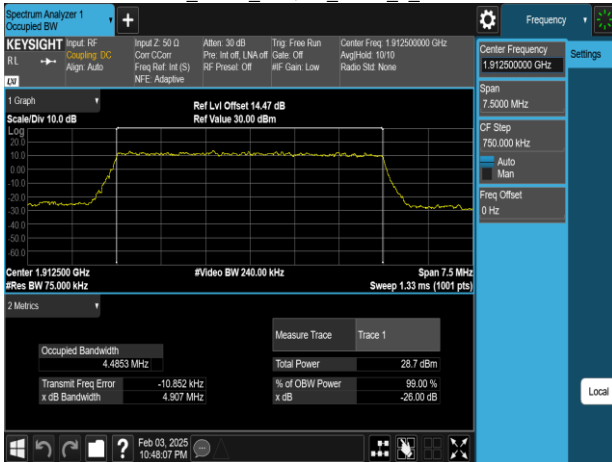 Spectrum Analyzer 1
Occupied BW
Frequency
KEYSIGHT
RL
LXI
Input: RF
Coupling: DC
Align: Auto
Input Z: 50 Ω
Corr CCorr
Freq Ref: Int (S)
NFE: Adaptive
Atten: 30 dB
Pre: Int off, LNA off
RF Presel: Off
Trig: Free Run
Gate: Off
#IF Gain: Low
Center Freq: 1.912500000 GHz
Avg|Hold: 10/10
Radio Std: None
Center Frequency
1.912500000 GHz
Settings
Span
7.5000 MHz
CF Step
750.000 kHz
Auto
Man
Freq Offset
0 Hz
Local
1 Graph
Scale/Div 10.0 dB
Ref Lvl Offset 14.47 dB
Ref Value 30.00 dBm
Log
20.0
10.0
0.00
-10.0
-20.0
-30.0
-40.0
-50.0
-60.0
Center 1.912500 GHz
#Video BW 240.00 kHz
Span 7.5 MHz
#Res BW 75.000 kHz
Sweep 1.33 ms (1001 pts)
2 Metrics
Measure Trace
Trace 1
Occupied Bandwidth
4.4853 MHz
Total Power
28.7 dBm
Transmit Freq Error
-10.852 kHz
% of OBW Power
99.00 %
x dB Bandwidth
4.907 MHz
x dB
-26.00 dB
Feb 03, 2025
10:48:07 PM